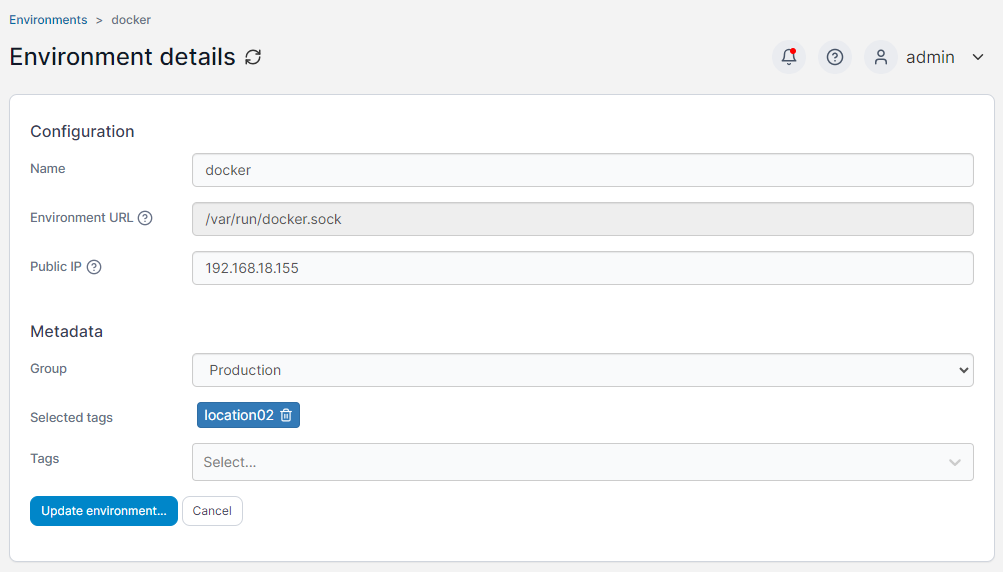 Environments > docker
Environment details
admin
Configuration
Name
docker
Environment URL
/var/run/docker.sock
Public IP
192.168.18.155
Metadata
Group
Production
Selected tags
location02
Tags
Select...
Update environment...
Cancel